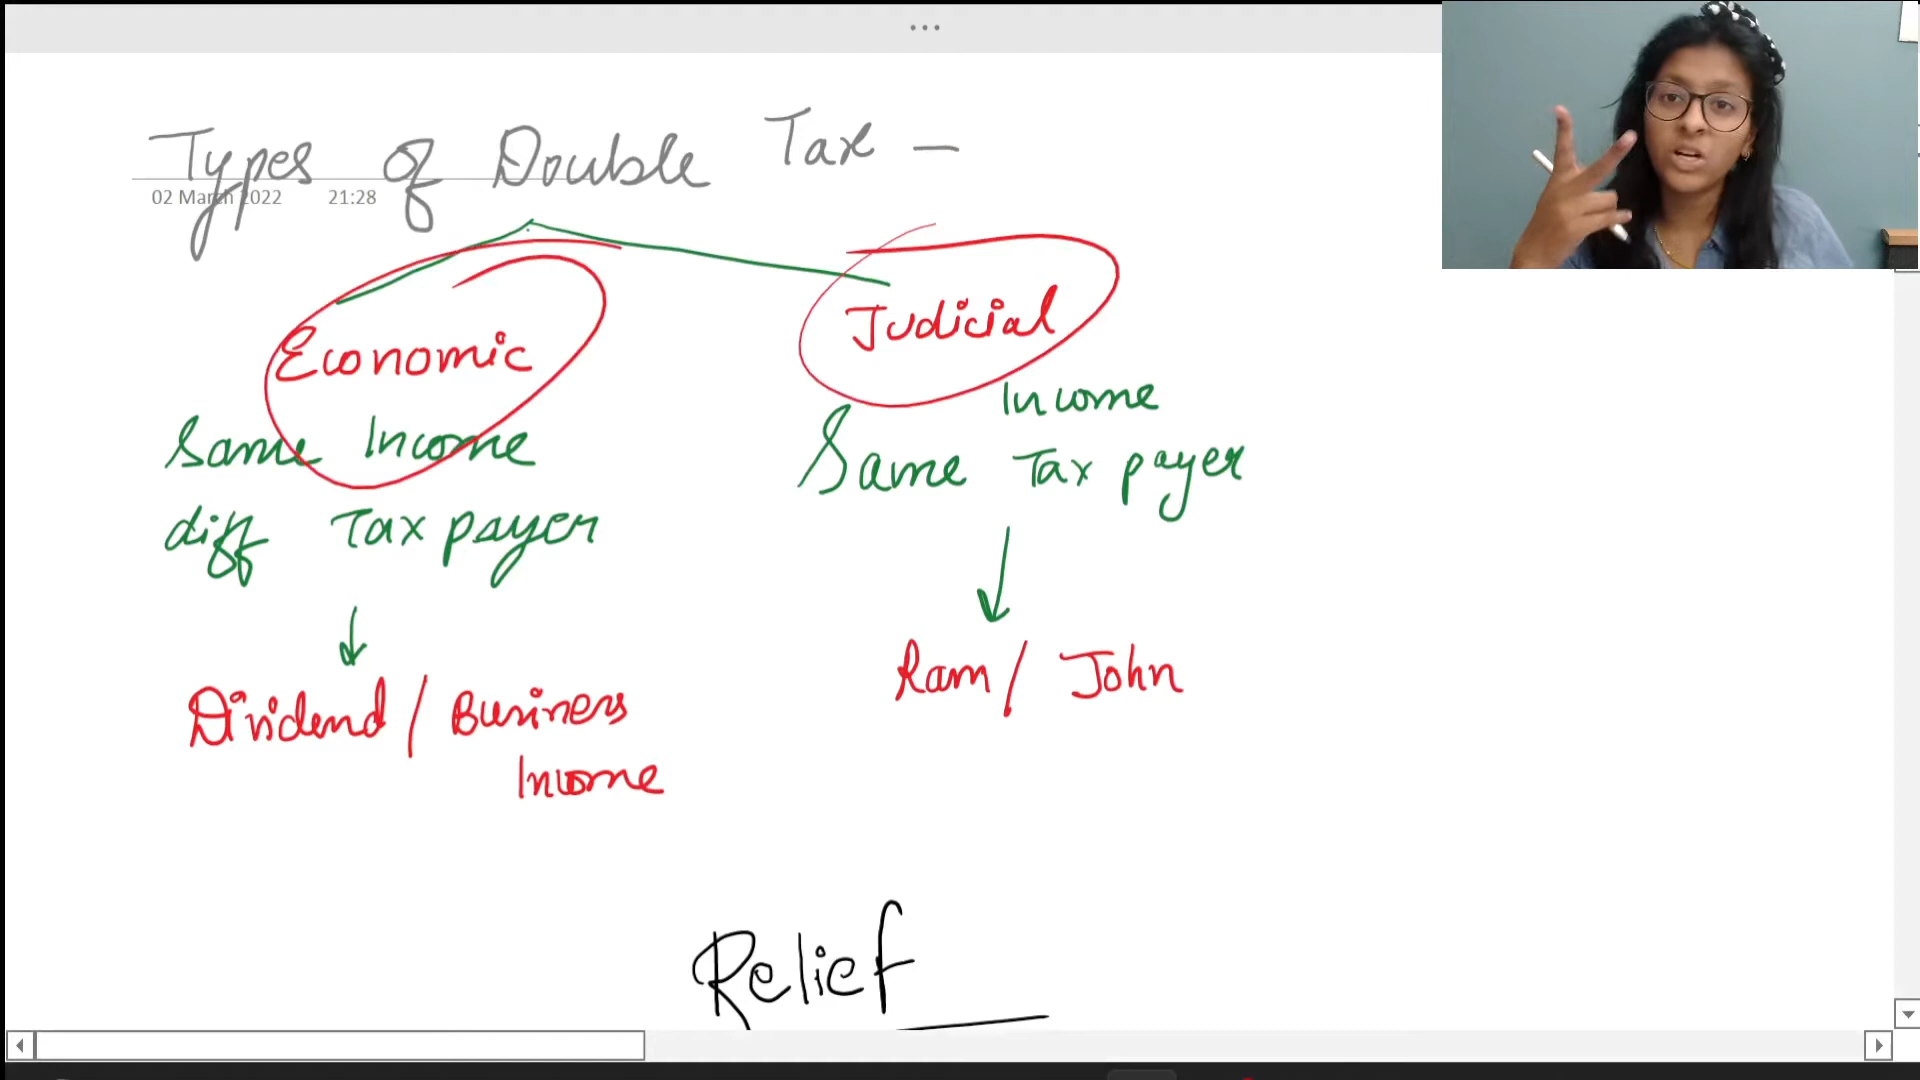 Types of Double Tax —
02 March 2022 21:28
Economic
Judicial
Same Income
diff Tax payer
Income
Same Tax payer
Dividend / Business
Income
Ram / John
Relief